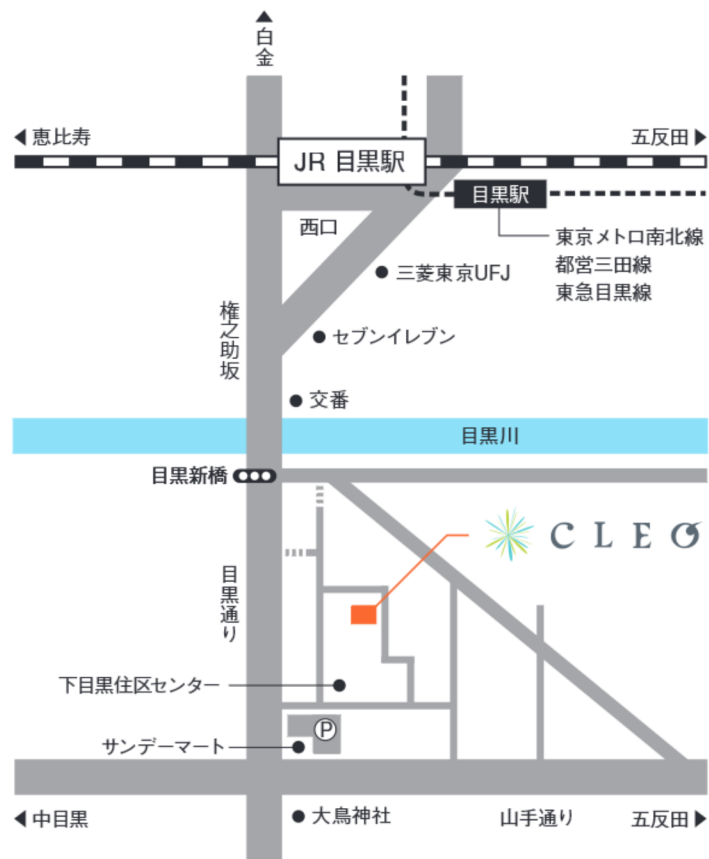 白金
恵比寿
五反田
JR 目黒駅
目黒駅
西口
東京メトロ南北線
都営三田線
東急目黒線
三菱東京UFJ
権之助坂
セブンイレブン
交番
目黒川
目黒新橋
CLEO
目黒通り
下目黒住区センター
P
サンデーマート
大鳥神社
山手通り
中目黒
五反田